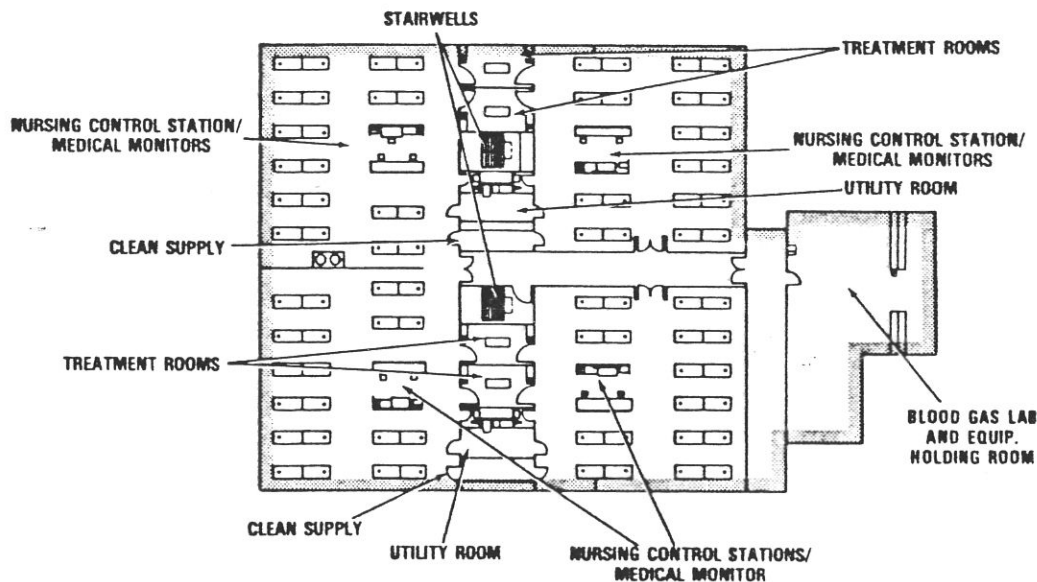 STAIRWELLS
TREATMENT ROOMS
NURSING CONTROL STATION/
MEDICAL MONITORS
NURSING CONTROL STATION/
MEDICAL MONITORS
UTILITY ROOM
CLEAN SUPPLY
TREATMENT ROOMS
BLOOD GAS LAB
AND EQUIP.
HOLDING ROOM
CLEAN SUPPLY
UTILITY ROOM
NURSING CONTROL STATIONS/
MEDICAL MONITOR